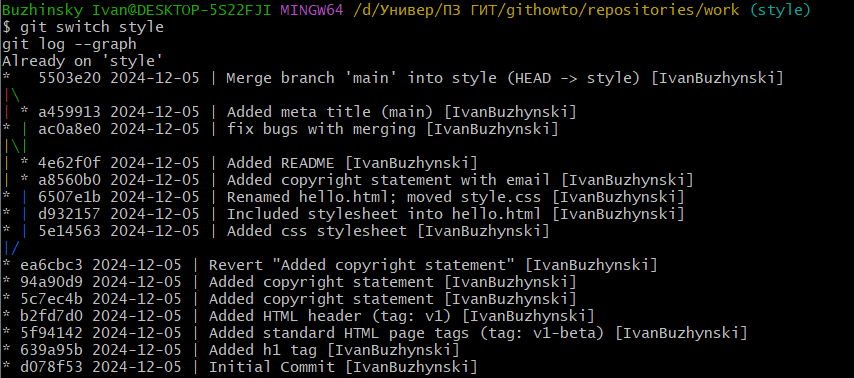 Buzhinsky Ivan@DESKTOP-5S22FJI MINGW64 /d/Универ/ПЗ ГИТ/githowto/repositories/work (style)
$ git switch style
git log --graph
Already on 'style'
*   5503e20 2024-12-05 | Merge branch 'main' into style (HEAD -> style) [IvanBuzhynski]
|\
| * a459913 2024-12-05 | Added meta title (main) [IvanBuzhynski]
* | ac0a8e0 2024-12-05 | fix bugs with merging [IvanBuzhynski]
|\|
| * 4e62f0f 2024-12-05 | Added README [IvanBuzhynski]
| * a8560b0 2024-12-05 | Added copyright statement with email [IvanBuzhynski]
* | 6507e1b 2024-12-05 | Renamed hello.html; moved style.css [IvanBuzhynski]
* | d932157 2024-12-05 | Included stylesheet into hello.html [IvanBuzhynski]
* | 5e14563 2024-12-05 | Added css stylesheet [IvanBuzhynski]
|/
* ea6cbc3 2024-12-05 | Revert "Added copyright statement" [IvanBuzhynski]
* 94a90d9 2024-12-05 | Added copyright statement [IvanBuzhynski]
* 5c7ec4b 2024-12-05 | Added copyright statement [IvanBuzhynski]
* b2fd7d0 2024-12-05 | Added HTML header (tag: v1) [IvanBuzhynski]
* 5f94142 2024-12-05 | Added standard HTML page tags (tag: v1-beta) [IvanBuzhynski]
* 639a95b 2024-12-05 | Added h1 tag [IvanBuzhynski]
* d078f53 2024-12-05 | Initial Commit [IvanBuzhynski]